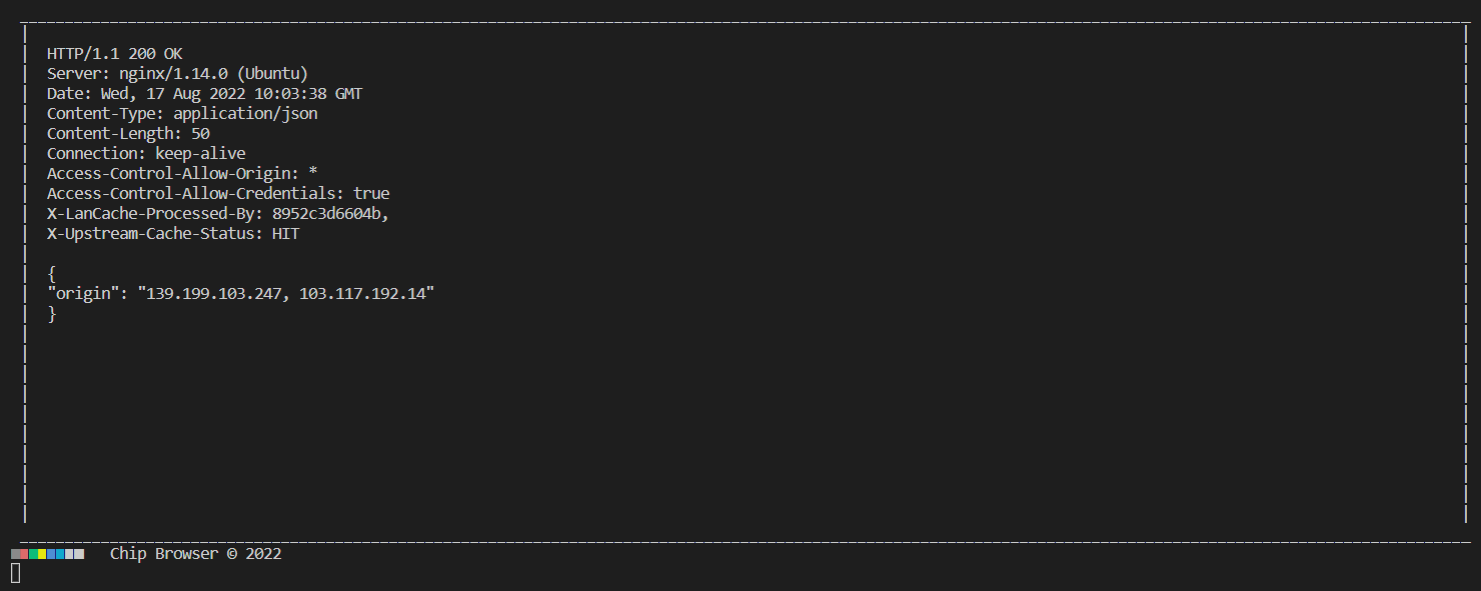 HTTP/1.1 200 OK
Server: nginx/1.14.0 (Ubuntu)
Date: Wed, 17 Aug 2022 10:03:38 GMT
Content-Type: application/json
Content-Length: 50
Connection: keep-alive
Access-Control-Allow-Origin: *
Access-Control-Allow-Credentials: true
X-LanCache-Processed-By: 8952c3d6604b,
X-Upstream-Cache-Status: HIT
{
"origin": "139.199.103.247, 103.117.192.14"
}
Chip Browser © 2022